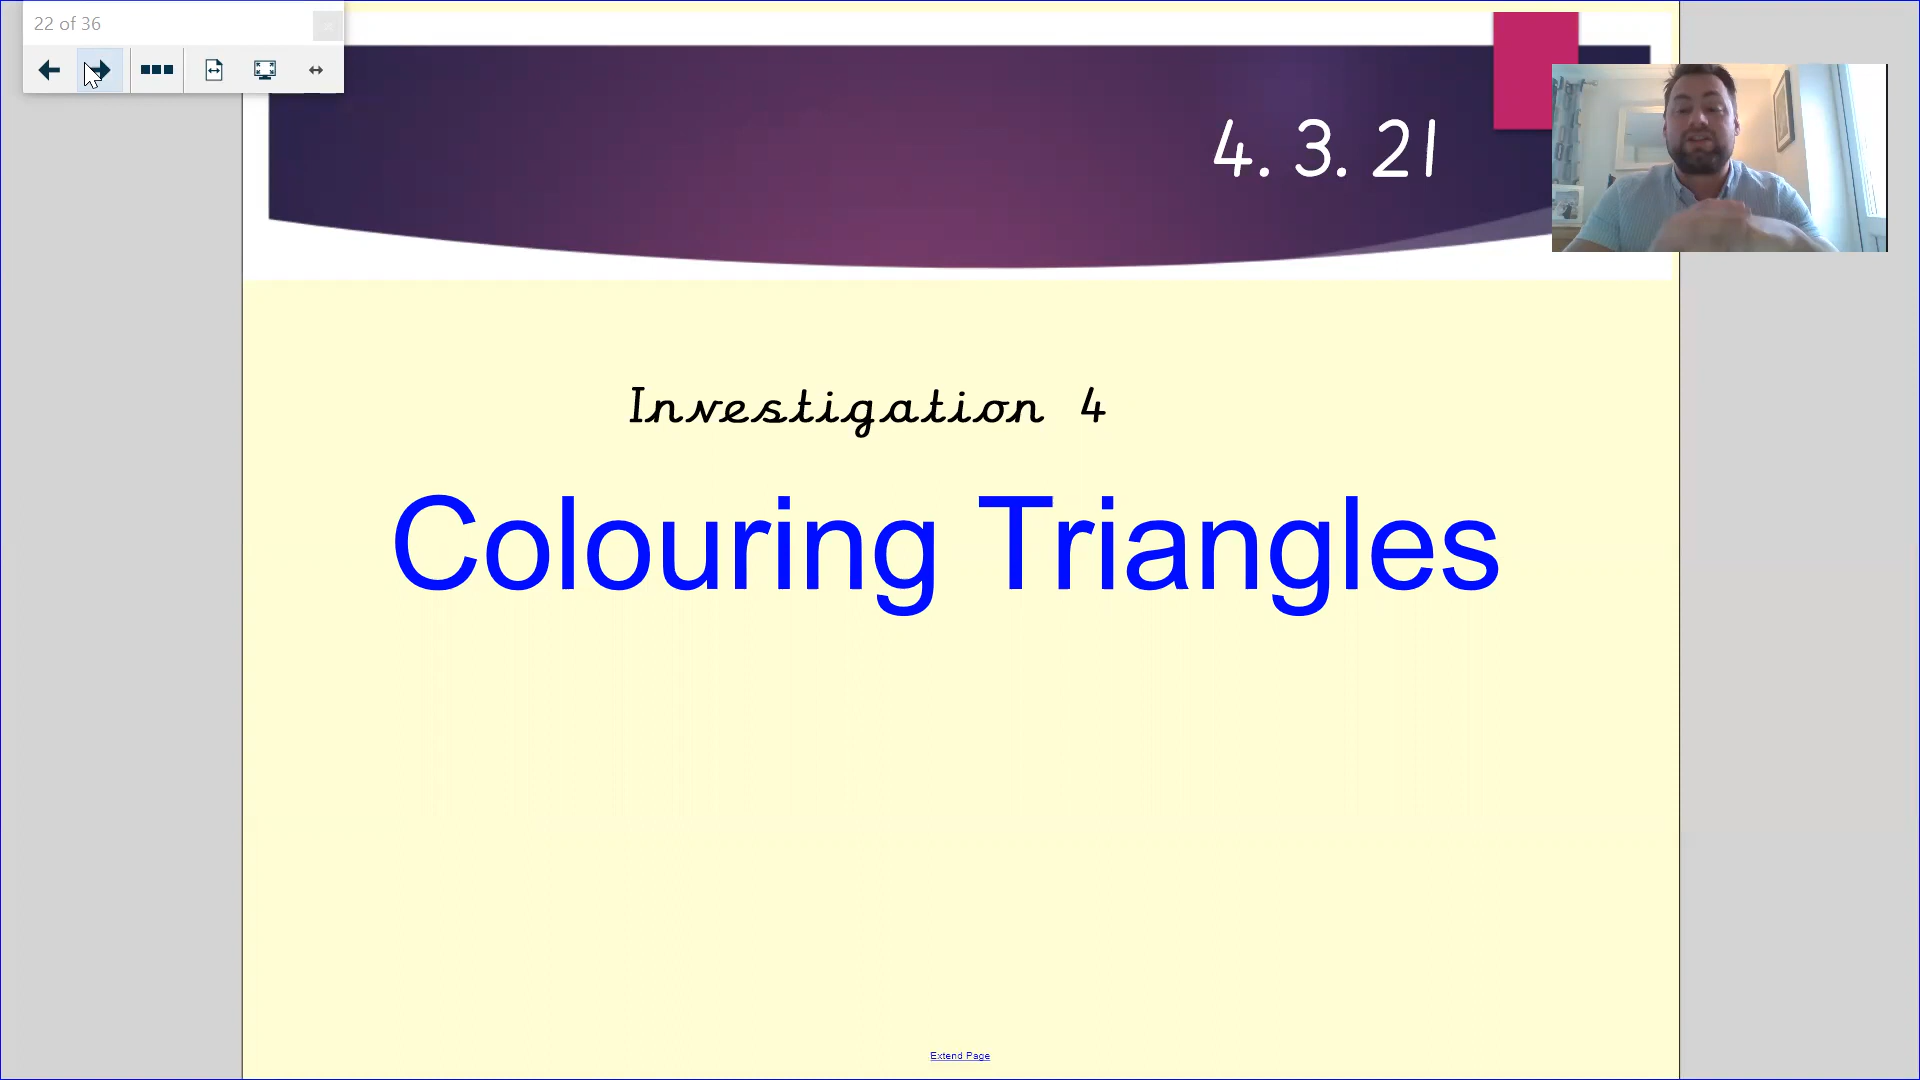 22 of 36
4.3.21
Investigation 4
Colouring Triangles
Extend Page